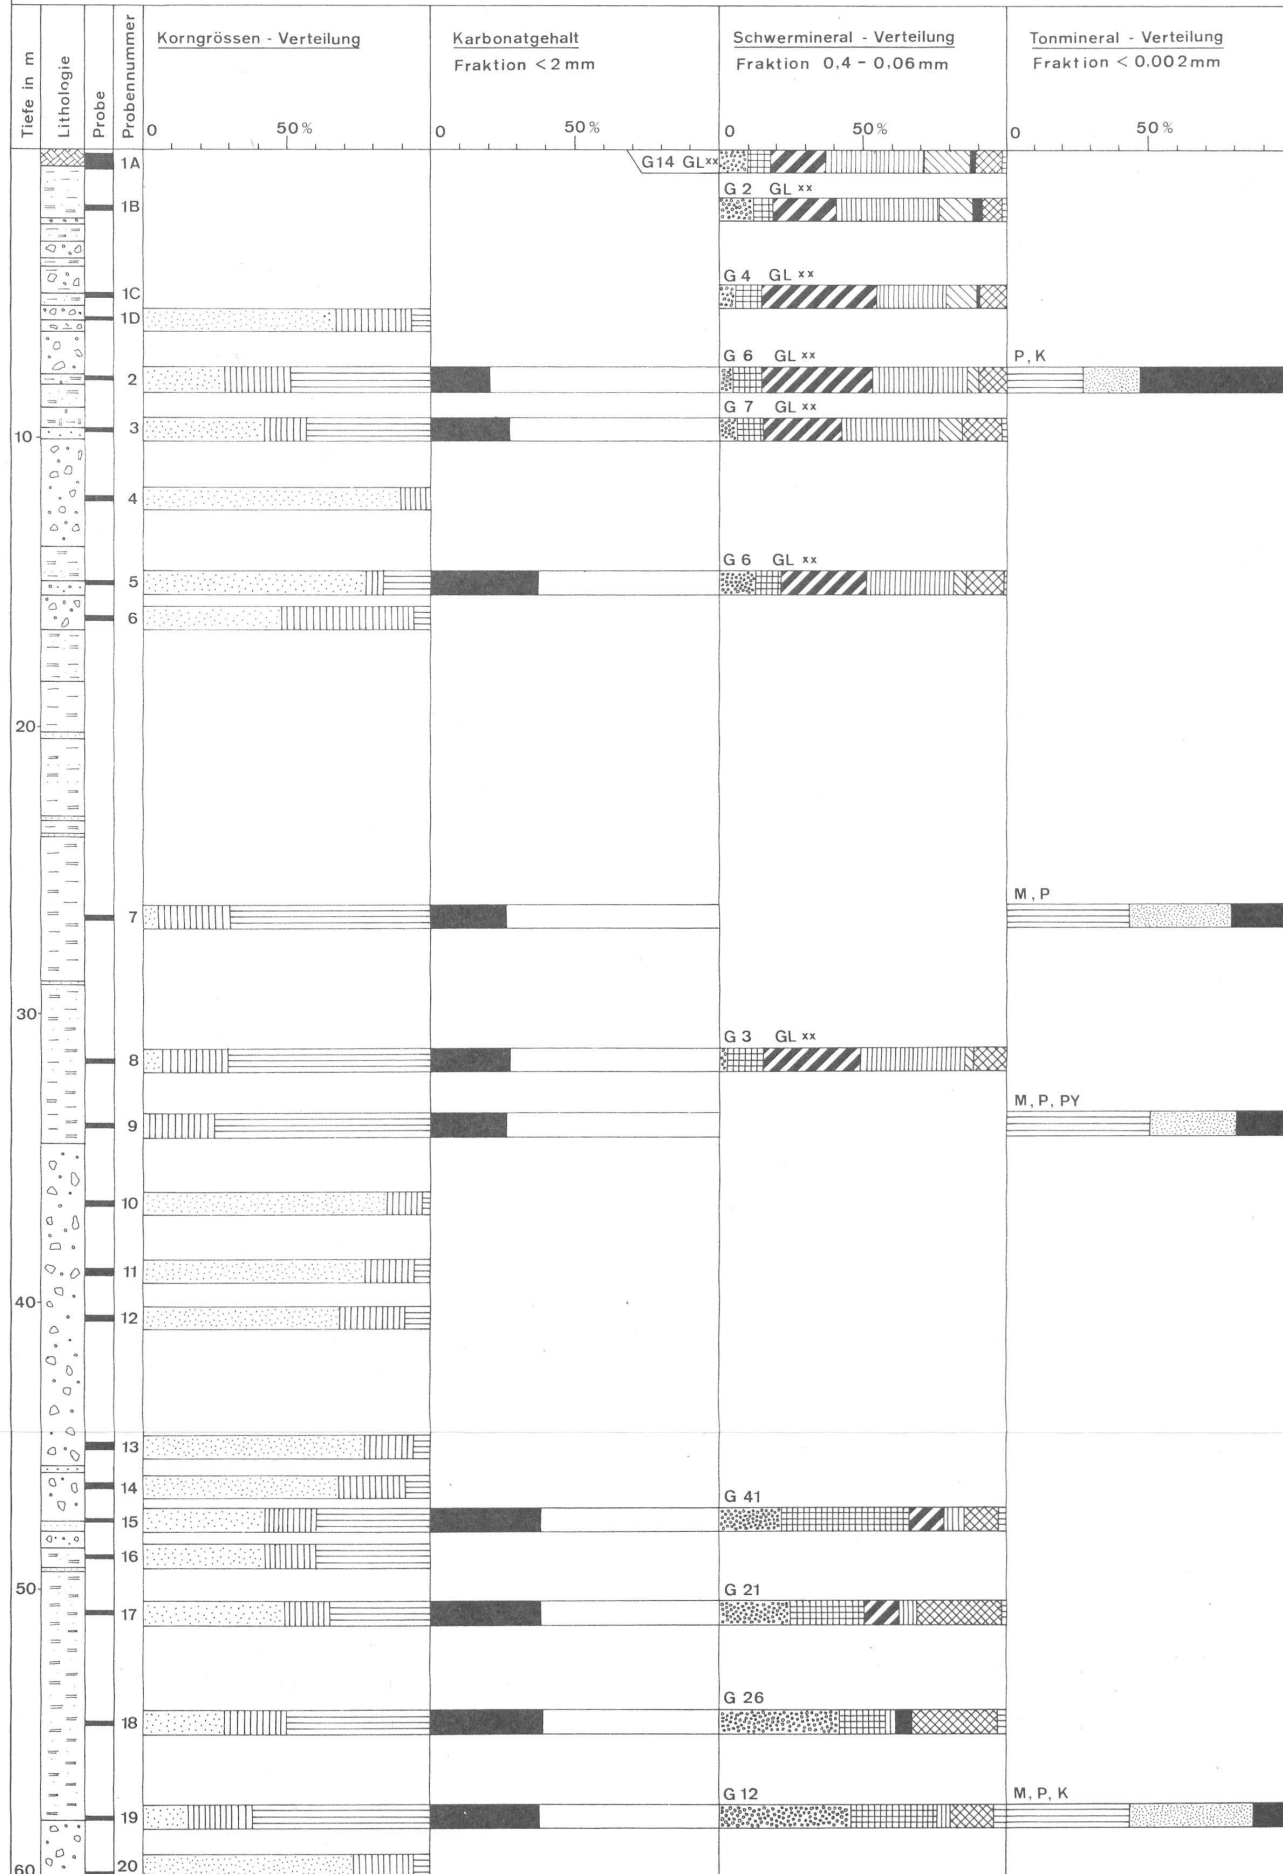 Tiefe in m
Lithologie
Probe
Probennummer
Korngrössen - Verteilung
0 50%
Karbonatgehalt
Fraktion < 2 mm
0 50%
Schwermineral - Verteilung
Fraktion 0,4 - 0,06 mm
0 50%
Tonmineral - Verteilung
Fraktion < 0,002 mm
0 50%
1A G14 GL xx
G 2 GL xx
1B
G 4 GL xx
1C
1D
G 6 GL xx P, K
2
G 7 GL xx
3
10
4
G 6 GL xx
5
6
20
M, P
7
30
G 3 GL xx
8
M, P, PY
9
10
11
40
12
13
14
G 41
15
16
50
G 21
17
G 26
18
G 12 M, P, K
19
60 20